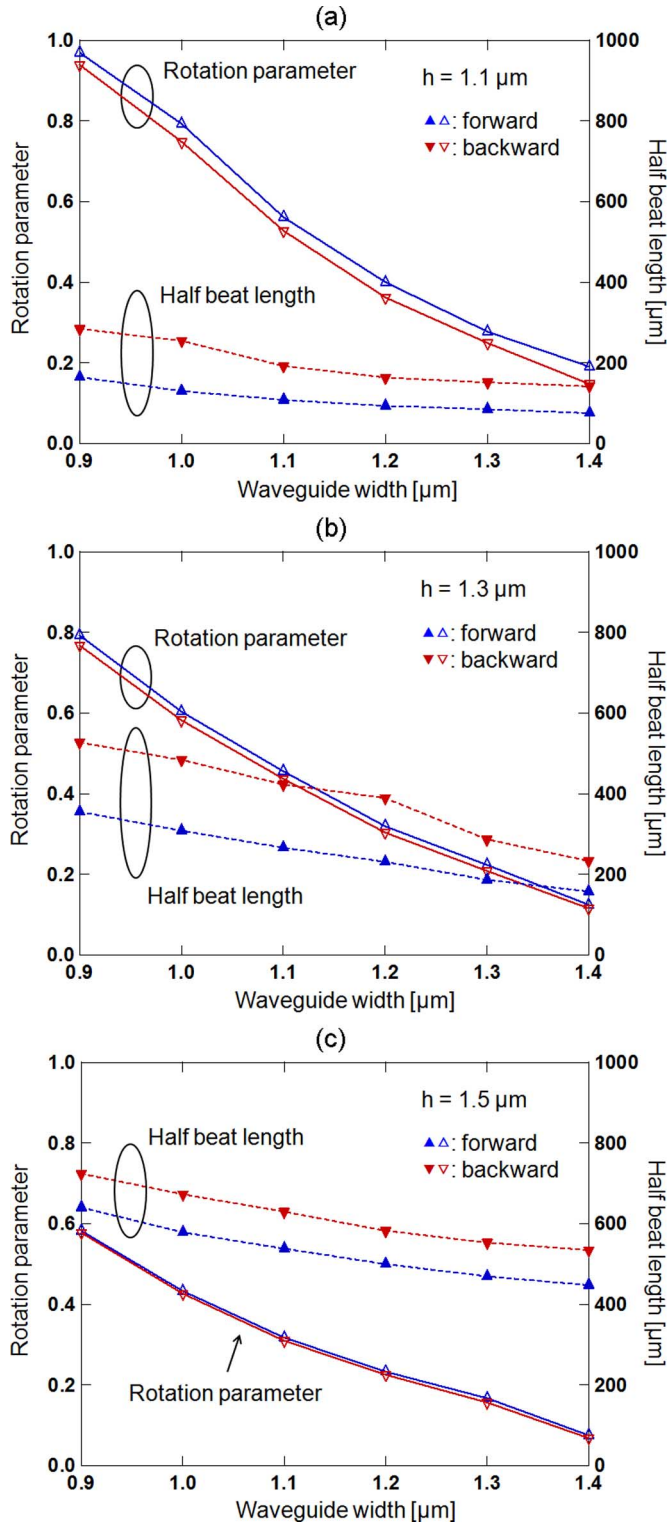 (a)
1.0
1000
Rotation parameter
h = 1.1 µm
▲△: forward
▼▽: backward
0.8
800
0.6
600
0.4
400
Half beat length
0.2
200
0.0
0
0.9 1.0 1.1 1.2 1.3 1.4
Waveguide width [µm]
Rotation parameter
Half beat length [µm]
(b)
1.0
1000
h = 1.3 µm
Rotation parameter
▲△: forward
▼▽: backward
0.8
800
0.6
600
0.4
400
Half beat length
0.2
200
0.0
0
0.9 1.0 1.1 1.2 1.3 1.4
Waveguide width [µm]
Rotation parameter
Half beat length [µm]
(c)
1.0
1000
h = 1.5 µm
Half beat length
▲△: forward
▼▽: backward
0.8
800
0.6
600
0.4
400
Rotation parameter
0.2
200
0.0
0
0.9 1.0 1.1 1.2 1.3 1.4
Waveguide width [µm]
Rotation parameter
Half beat length [µm]